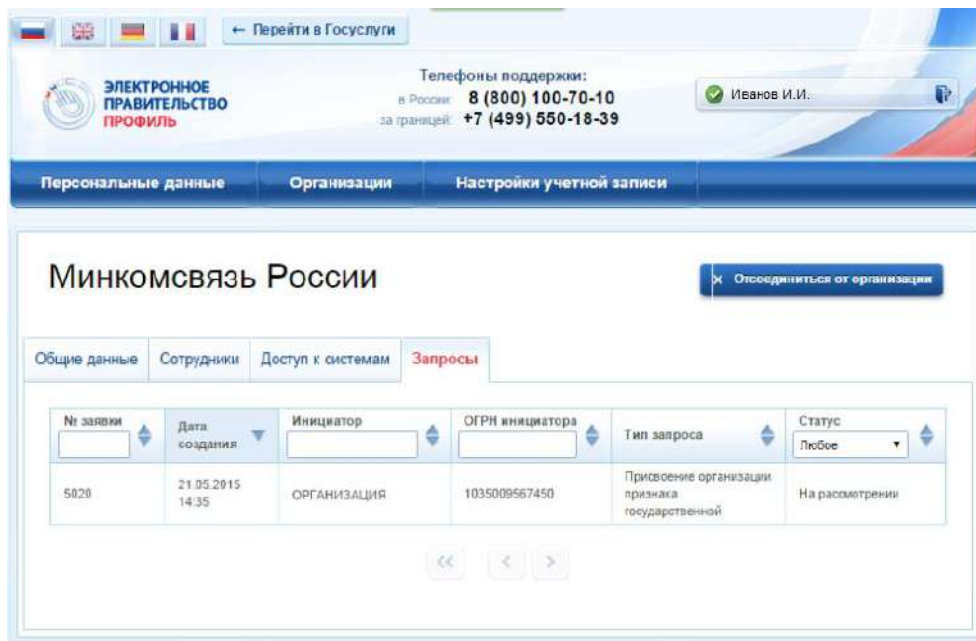 ← Перейти в Госуслуги
ЭЛЕКТРОННОЕ
ПРАВИТЕЛЬСТВО
ПРОФИЛЬ
Телефоны поддержки:
в России: 8 (800) 100-70-10
за границей: +7 (499) 550-18-39
Иванов И.И.
Персональные данные Организации Настройки учетной записи
Минкомсвязь России
× Отсоединиться от организации
Общие данные Сотрудники Доступ к системам Запросы
№ заявки
Дата
создания
Инициатор
ОГРН инициатора
Тип запроса
Статус
Любое
5020
21.05.2015
14:35
ОРГАНИЗАЦИЯ
1035009567450
Присвоение организации
признака
государственной
На рассмотрении